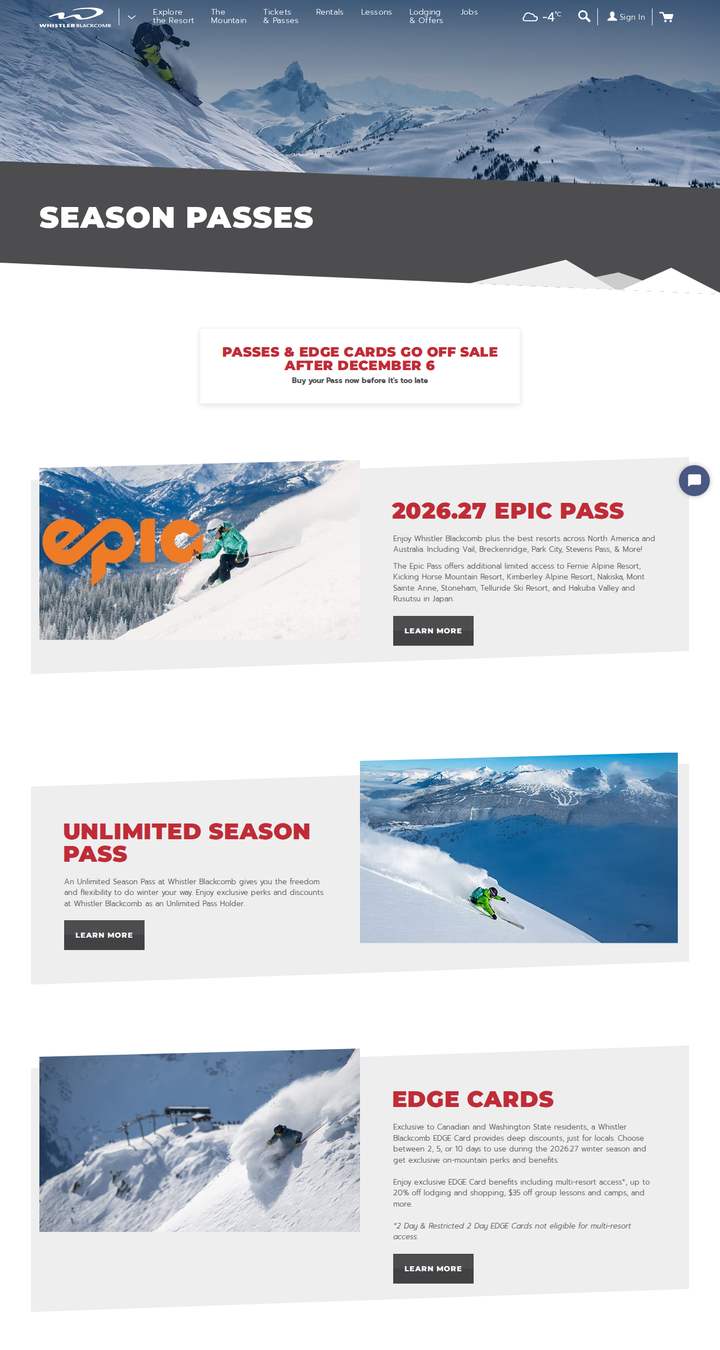 WHISTLERBLACKCOMB
Explore
the Resort
The
Mountain
Tickets
& Passes
Rentals
Lessons
Lodging
& Offers
Jobs
-4°C
Sign In
SEASON PASSES
PASSES & EDGE CARDS GO OFF SALE
AFTER DECEMBER 6
Buy your Pass now before it's too late
epic
2026.27 EPIC PASS
Enjoy Whistler Blackcomb plus the best resorts across North America and
Australia. Including Vail, Breckenridge, Park City, Stevens Pass, & More!
The Epic Pass offers additional limited access to Fernie Alpine Resort,
Kicking Horse Mountain Resort, Kimberley Alpine Resort, Nakiska, Mont
Sainte Anne, Stoneham, Telluride Ski Resort, and Hakuba Valley and
Rusutsu in Japan.
LEARN MORE
UNLIMITED SEASON
PASS
An Unlimited Season Pass at Whistler Blackcomb gives you the freedom
and flexibility to do winter your way. Enjoy exclusive perks and discounts
at Whistler Blackcomb as an Unlimited Pass Holder.
LEARN MORE
EDGE CARDS
Exclusive to Canadian and Washington State residents, a Whistler
Blackcomb EDGE Card provides deep discounts, just for locals. Choose
between 2, 5, or 10 days to use during the 2026.27 winter season and
get exclusive on-mountain perks and benefits.
Enjoy exclusive EDGE Card benefits including multi-resort access*, up to
20% off lodging and shopping, $35 off group lessons and camps, and
more.
*2 Day & Restricted 2 Day EDGE Cards not eligible for multi-resort
access.
LEARN MORE